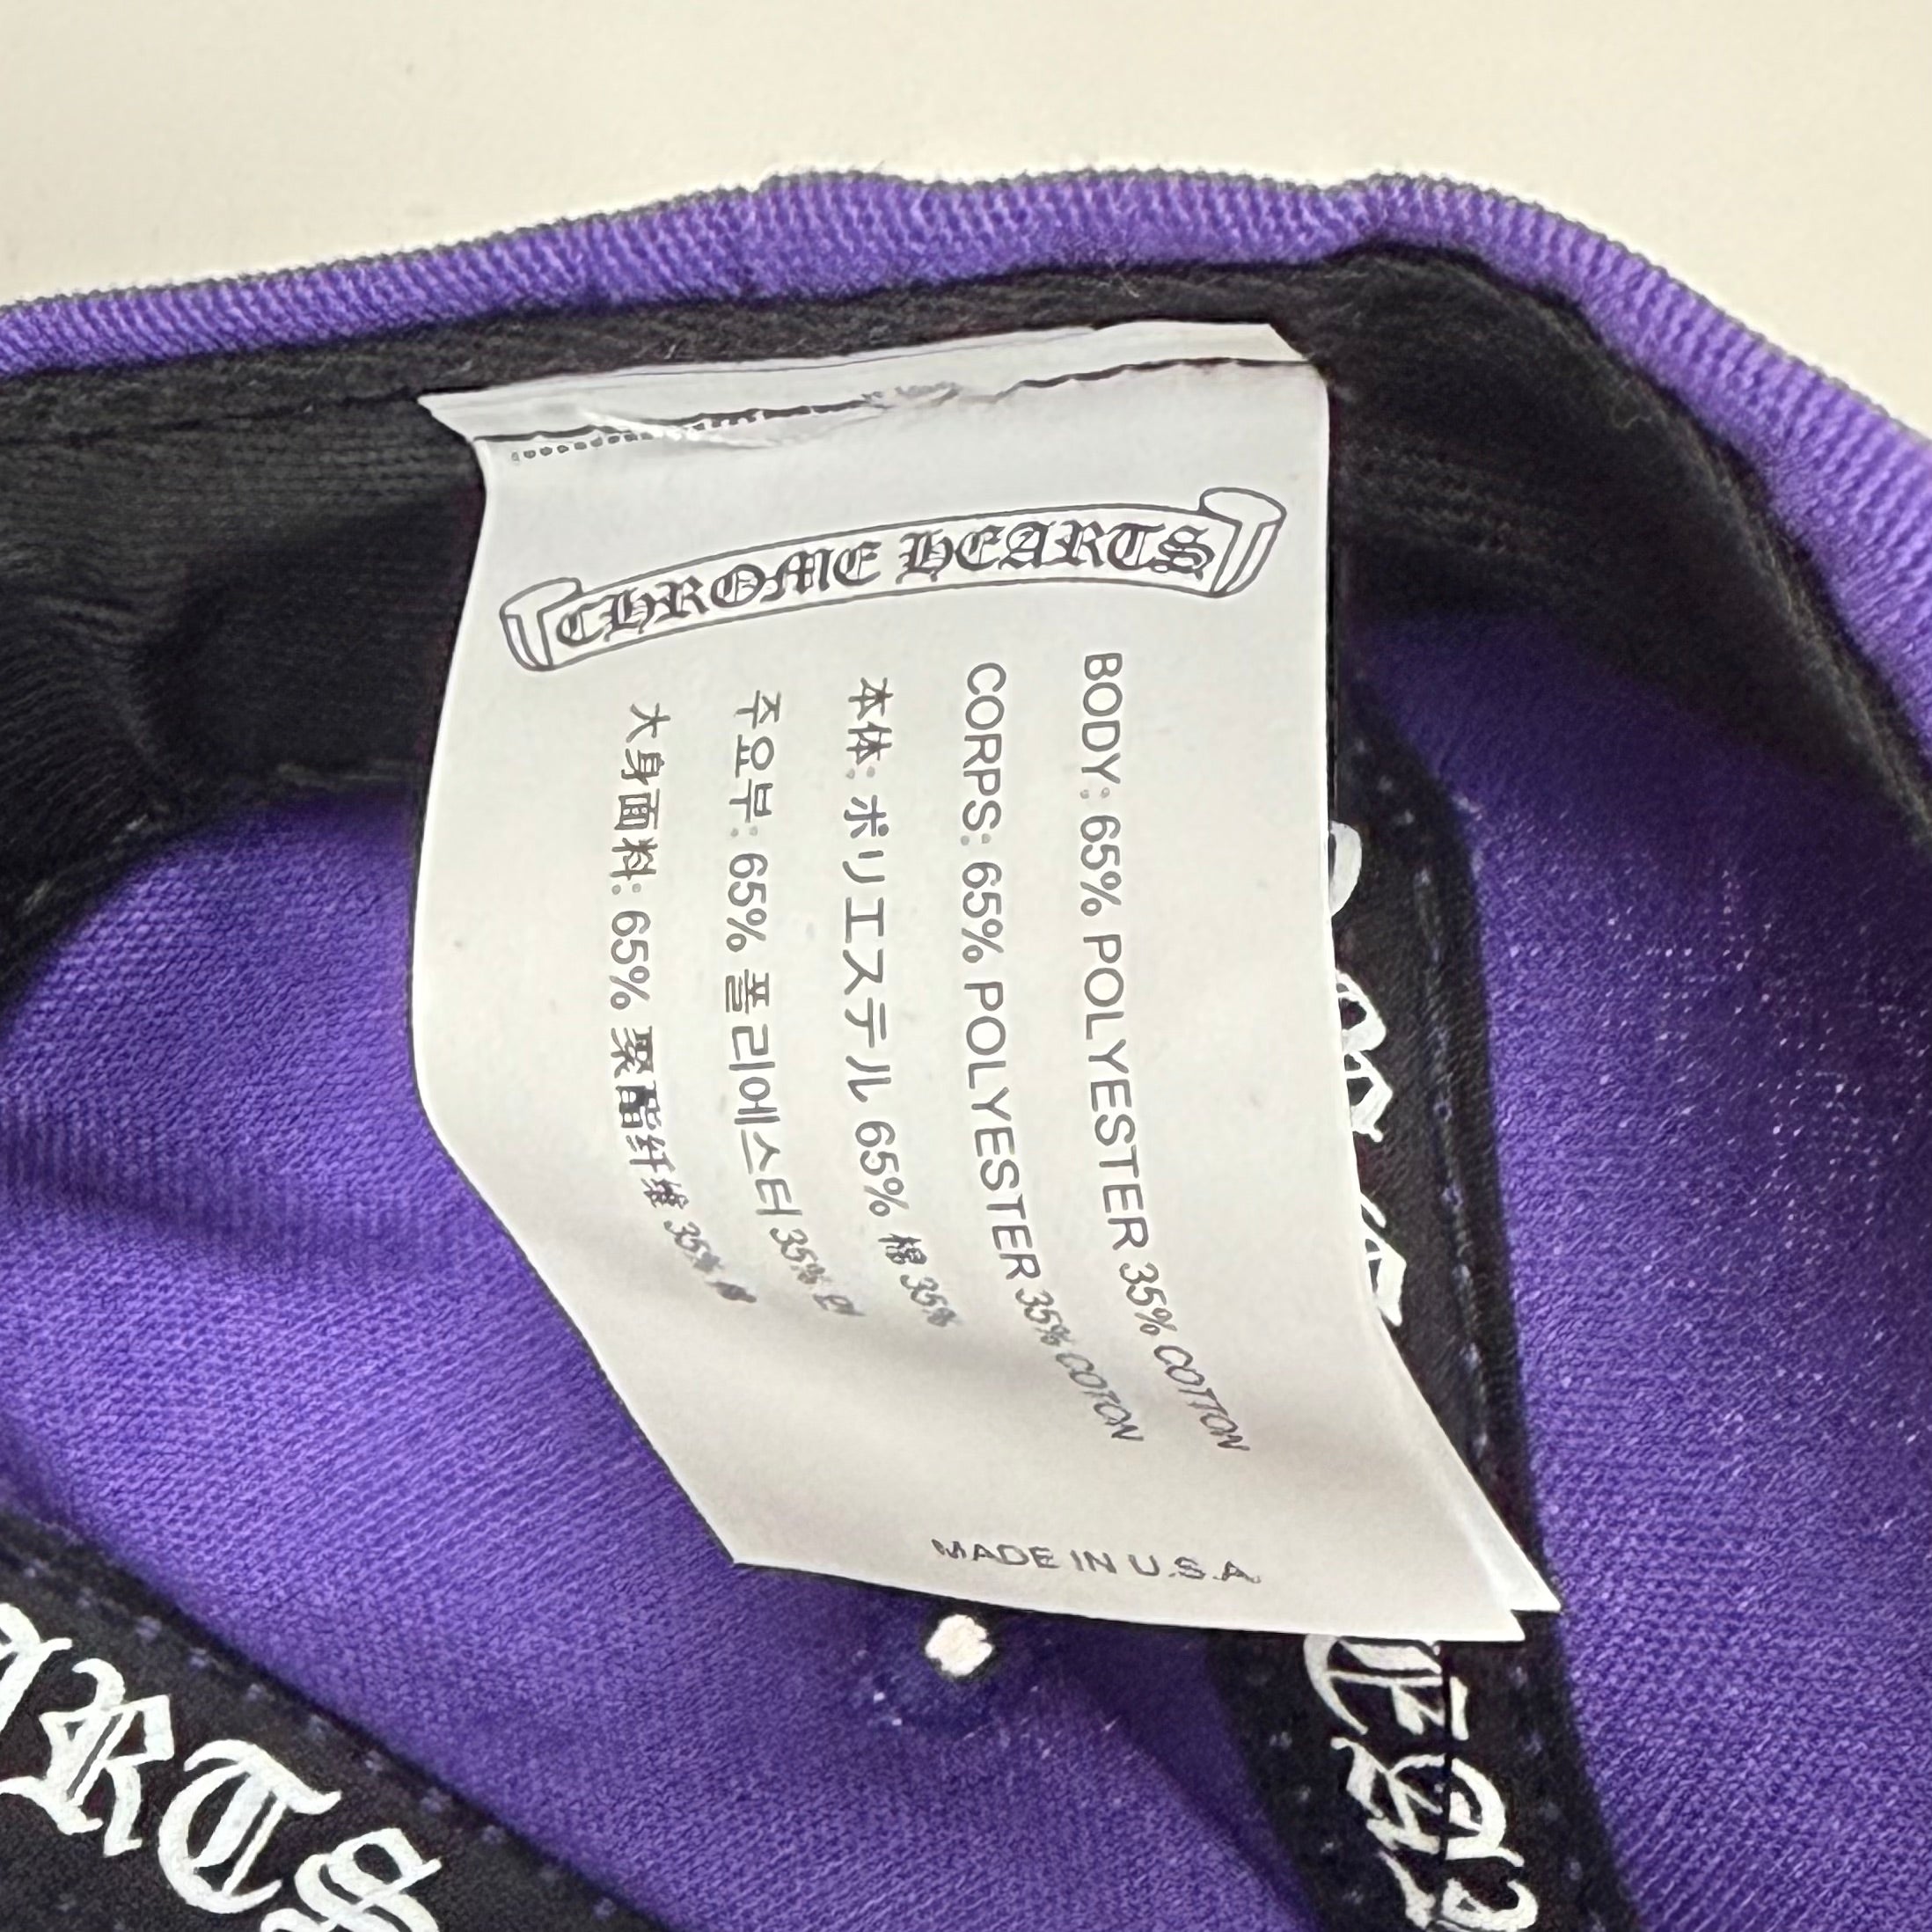 CHROME HEARTS
BODY: 65% POLYESTER 35% COTTON
CORPS: 65% POLYESTER 35% COTON
本体: ポリエステル 65% 棉 35%
주요부: 65% 폴리에스터 35% 면
大身面料: 65% 聚酯纤维 35%
MADE IN U.S.A.
ARTS